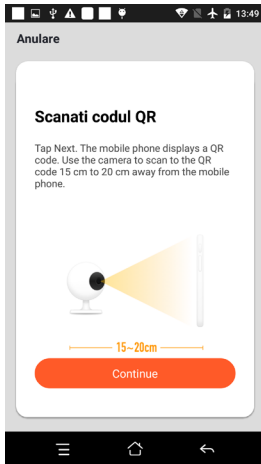 13:49
Anulare
Scanati codul QR
Tap Next. The mobile phone displays a QR
code. Use the camera to scan to the QR
code 15 cm to 20 cm away from the mobile
phone.
15~20cm
Continue